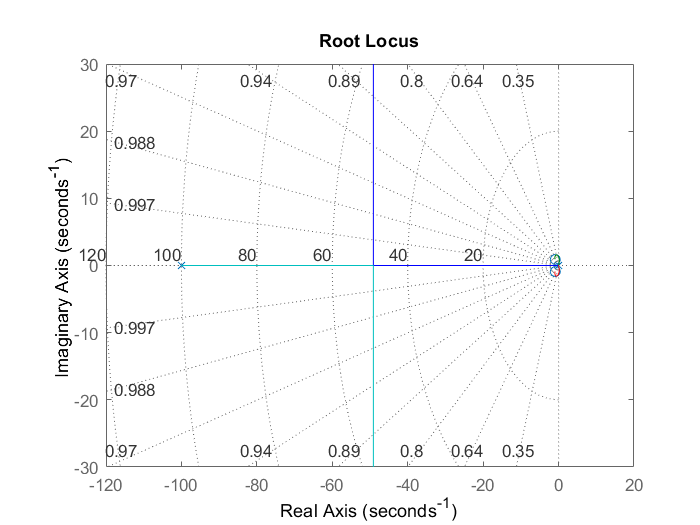 Root Locus
30
0.97 0.94 0.89 0.8 0.64 0.35
20
0.988
10
0.997
120 100 80 60 40 20
0
-10
0.997
0.988
-20
0.97 0.94 0.89 0.8 0.64 0.35
-30
-120 -100 -80 -60 -40 -20 0 20
Real Axis (seconds⁻¹)
Imaginary Axis (seconds⁻¹)